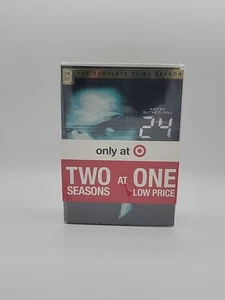 THE COMPLETE THIRD SEASON
KIEFER
SUTHERLAND
24
only at
TWO AT ONE
SEASONS LOW PRICE